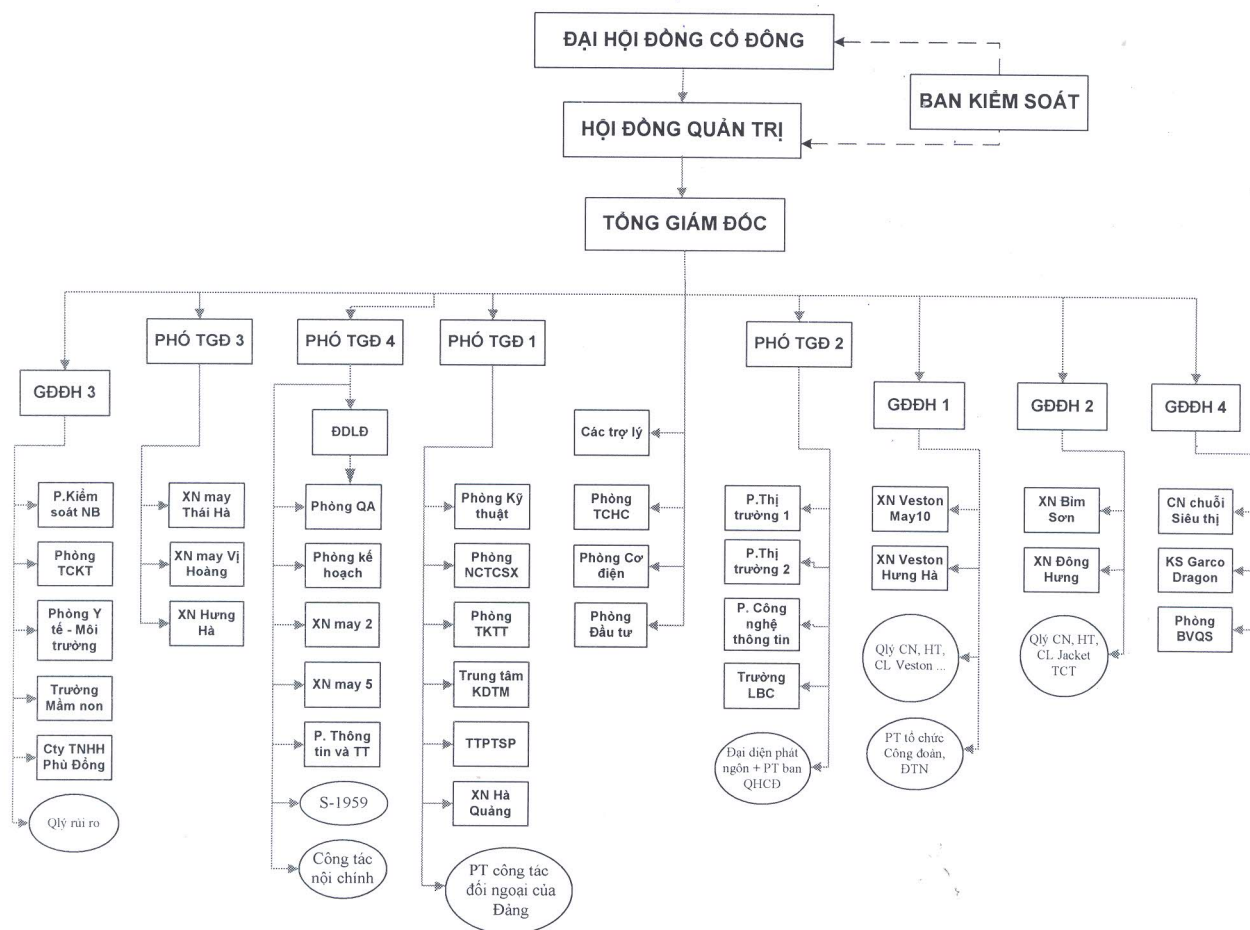 ĐẠI HỘI ĐỒNG CỔ ĐÔNG
BAN KIỂM SOÁT
HỘI ĐỒNG QUẢN TRỊ
TỔNG GIÁM ĐỐC
PHÓ TGĐ 3
PHÓ TGĐ 4
PHÓ TGĐ 1
PHÓ TGĐ 2
GĐĐH 3
GĐĐH 1
GĐĐH 2
GĐĐH 4
P.Kiểm
soát NB
Phòng
TCKT
Phòng Y
tế - Môi
trường
Trường
Mầm non
Cty TNHH
Phù Đổng
Qlý rủi ro
XN may
Thái Hà
XN may Vị
Hoàng
XN Hưng
Hà
ĐDLĐ
Phòng QA
Phòng kế
hoạch
XN may 2
XN may 5
P. Thông
tin và TT
S-1959
Công tác
nội chính
Phòng Kỹ
thuật
Phòng
NCTCSX
Phòng
TKTT
Trung tâm
KDTM
TTPTSP
XN Hà
Quảng
PT công tác
đối ngoại của
Đảng
Các trợ lý
Phòng
TCHC
Phòng Cơ
điện
Phòng
Đầu tư
P.Thị
trường 1
P.Thị
trường 2
P. Công
nghệ
thông tin
Trường
LBC
Đại diện phát
ngôn + PT ban
QHCĐ
XN Veston
May10
XN Veston
Hưng Hà
Qlý CN, HT,
CL Veston ...
PT tổ chức
Công đoàn,
ĐTN
XN Bỉm
Sơn
XN Đông
Hưng
Qlý CN, HT,
CL Jacket
TCT
CN chuỗi
Siêu thị
KS Garco
Dragon
Phòng
BVQS